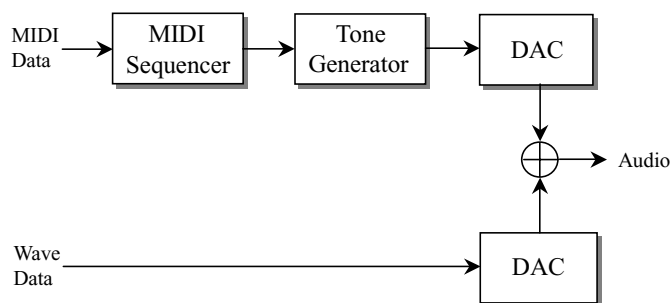 MIDI
Data
MIDI
Sequencer
Tone
Generator
DAC
Audio
Wave
Data
DAC